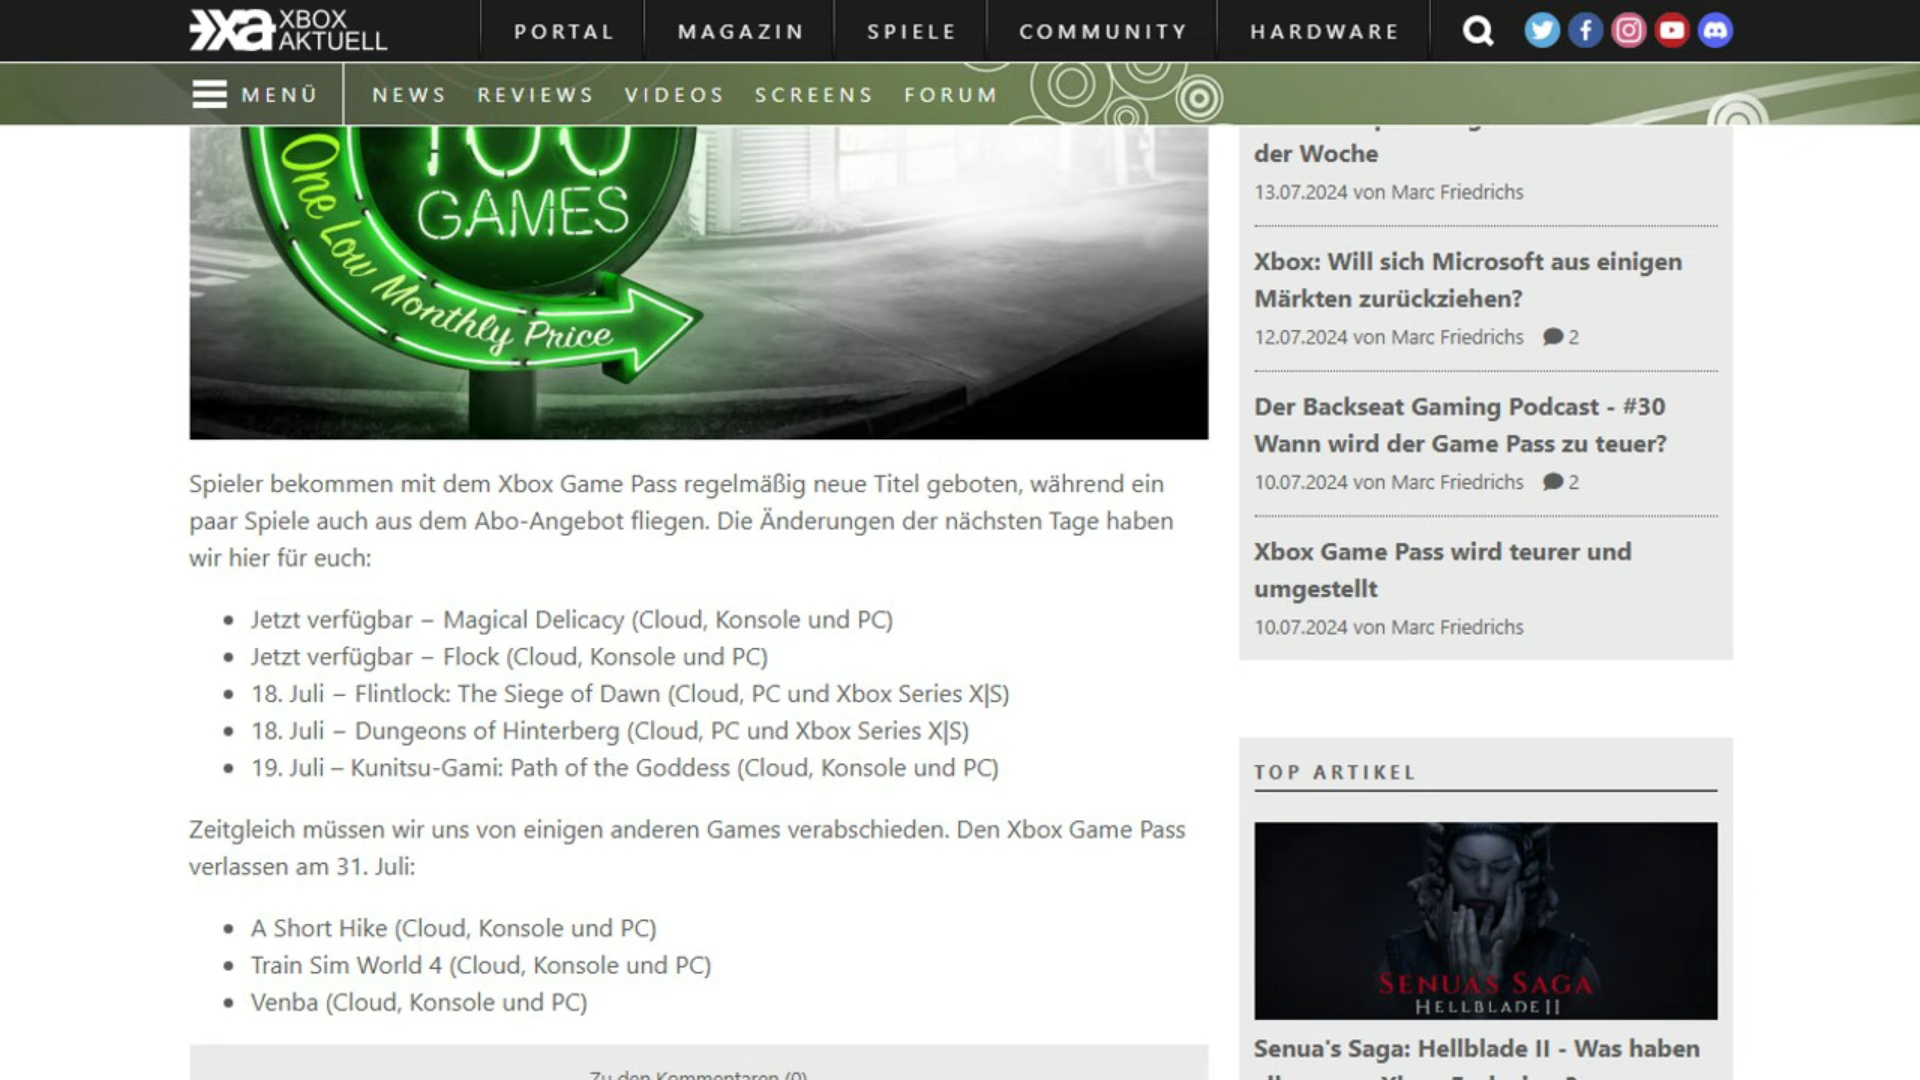 XBOX
AKTUELL
PORTAL
MAGAZIN
SPIELE
COMMUNITY
HARDWARE
MENÜ
NEWS
REVIEWS
VIDEOS
SCREENS
FORUM
100
GAMES
One Low Monthly Price
Spieler bekommen mit dem Xbox Game Pass regelmäßig neue Titel geboten, während ein
paar Spiele auch aus dem Abo-Angebot fliegen. Die Änderungen der nächsten Tage haben
wir hier für euch:
• Jetzt verfügbar – Magical Delicacy (Cloud, Konsole und PC)
• Jetzt verfügbar – Flock (Cloud, Konsole und PC)
• 18. Juli – Flintlock: The Siege of Dawn (Cloud, PC und Xbox Series X|S)
• 18. Juli – Dungeons of Hinterberg (Cloud, PC und Xbox Series X|S)
• 19. Juli – Kunitsu-Gami: Path of the Goddess (Cloud, Konsole und PC)
Zeitgleich müssen wir uns von einigen anderen Games verabschieden. Den Xbox Game Pass
verlassen am 31. Juli:
• A Short Hike (Cloud, Konsole und PC)
• Train Sim World 4 (Cloud, Konsole und PC)
• Venba (Cloud, Konsole und PC)
Zu den Kommentaren (0)
der Woche
13.07.2024 von Marc Friedrichs
Xbox: Will sich Microsoft aus einigen
Märkten zurückziehen?
12.07.2024 von Marc Friedrichs 2
Der Backseat Gaming Podcast - #30
Wann wird der Game Pass zu teuer?
10.07.2024 von Marc Friedrichs 2
Xbox Game Pass wird teurer und
umgestellt
10.07.2024 von Marc Friedrichs
TOP ARTIKEL
SENUA'S SAGA
HELLBLADE II
Senua's Saga: Hellblade II - Was haben